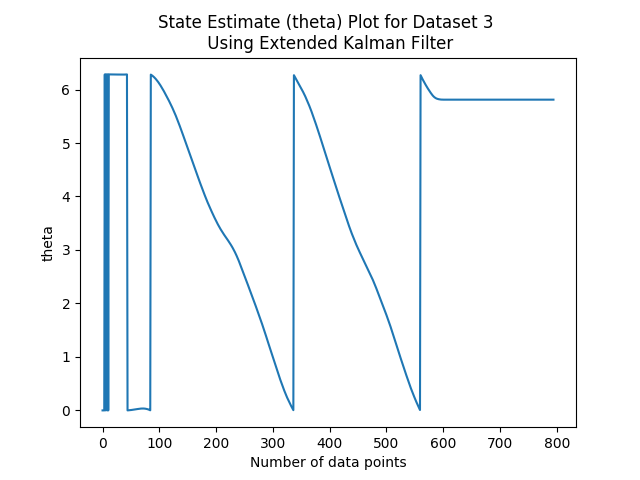 State Estimate (theta) Plot for Dataset 3
Using Extended Kalman Filter
6
5
4
3
2
1
0
theta
0 100 200 300 400 500 600 700 800
Number of data points